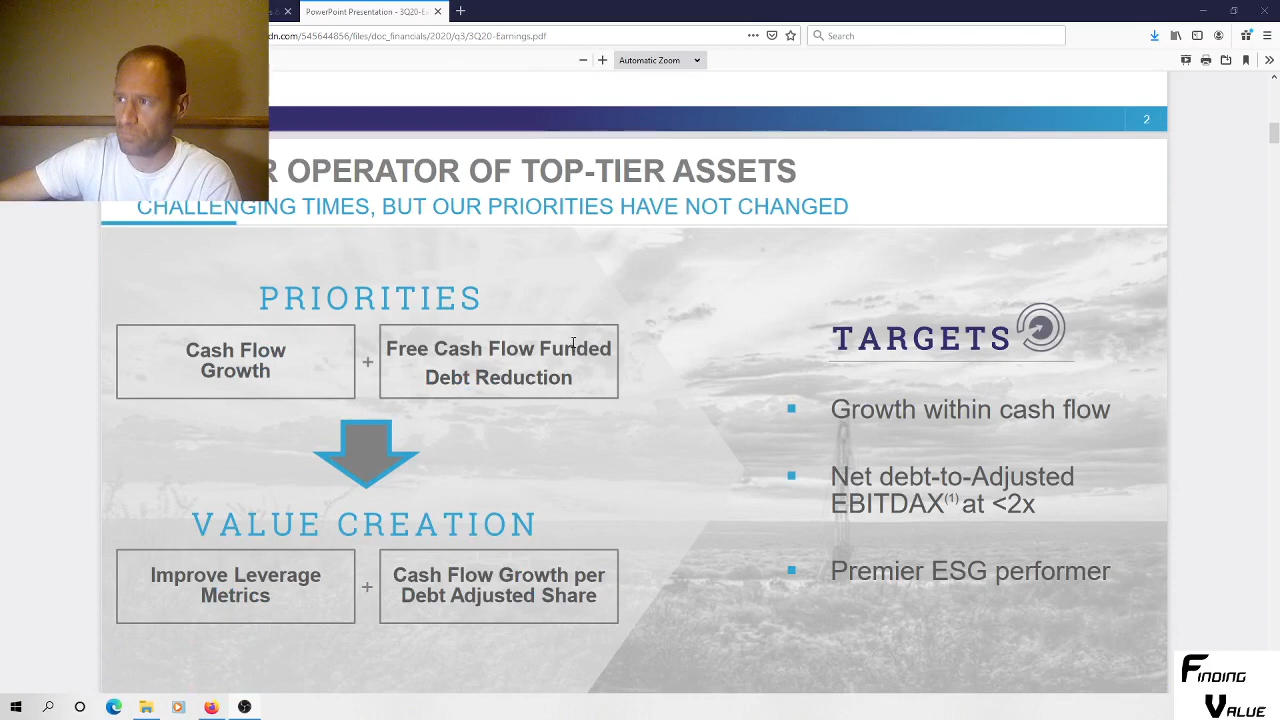 PowerPoint Presentation - 3Q20-E
dn.com/545644856/files/doc_financials/2020/q3/3Q20-Earnings.pdf
Search
Automatic Zoom
2
R OPERATOR OF TOP-TIER ASSETS
CHALLENGING TIMES, BUT OUR PRIORITIES HAVE NOT CHANGED
PRIORITIES
Cash Flow
Growth
+
Free Cash Flow Funded
Debt Reduction
VALUE CREATION
Improve Leverage
Metrics
+
Cash Flow Growth per
Debt Adjusted Share
TARGETS
Growth within cash flow
Net debt-to-Adjusted
EBITDAX(1) at <2x
Premier ESG performer
Finding
Value